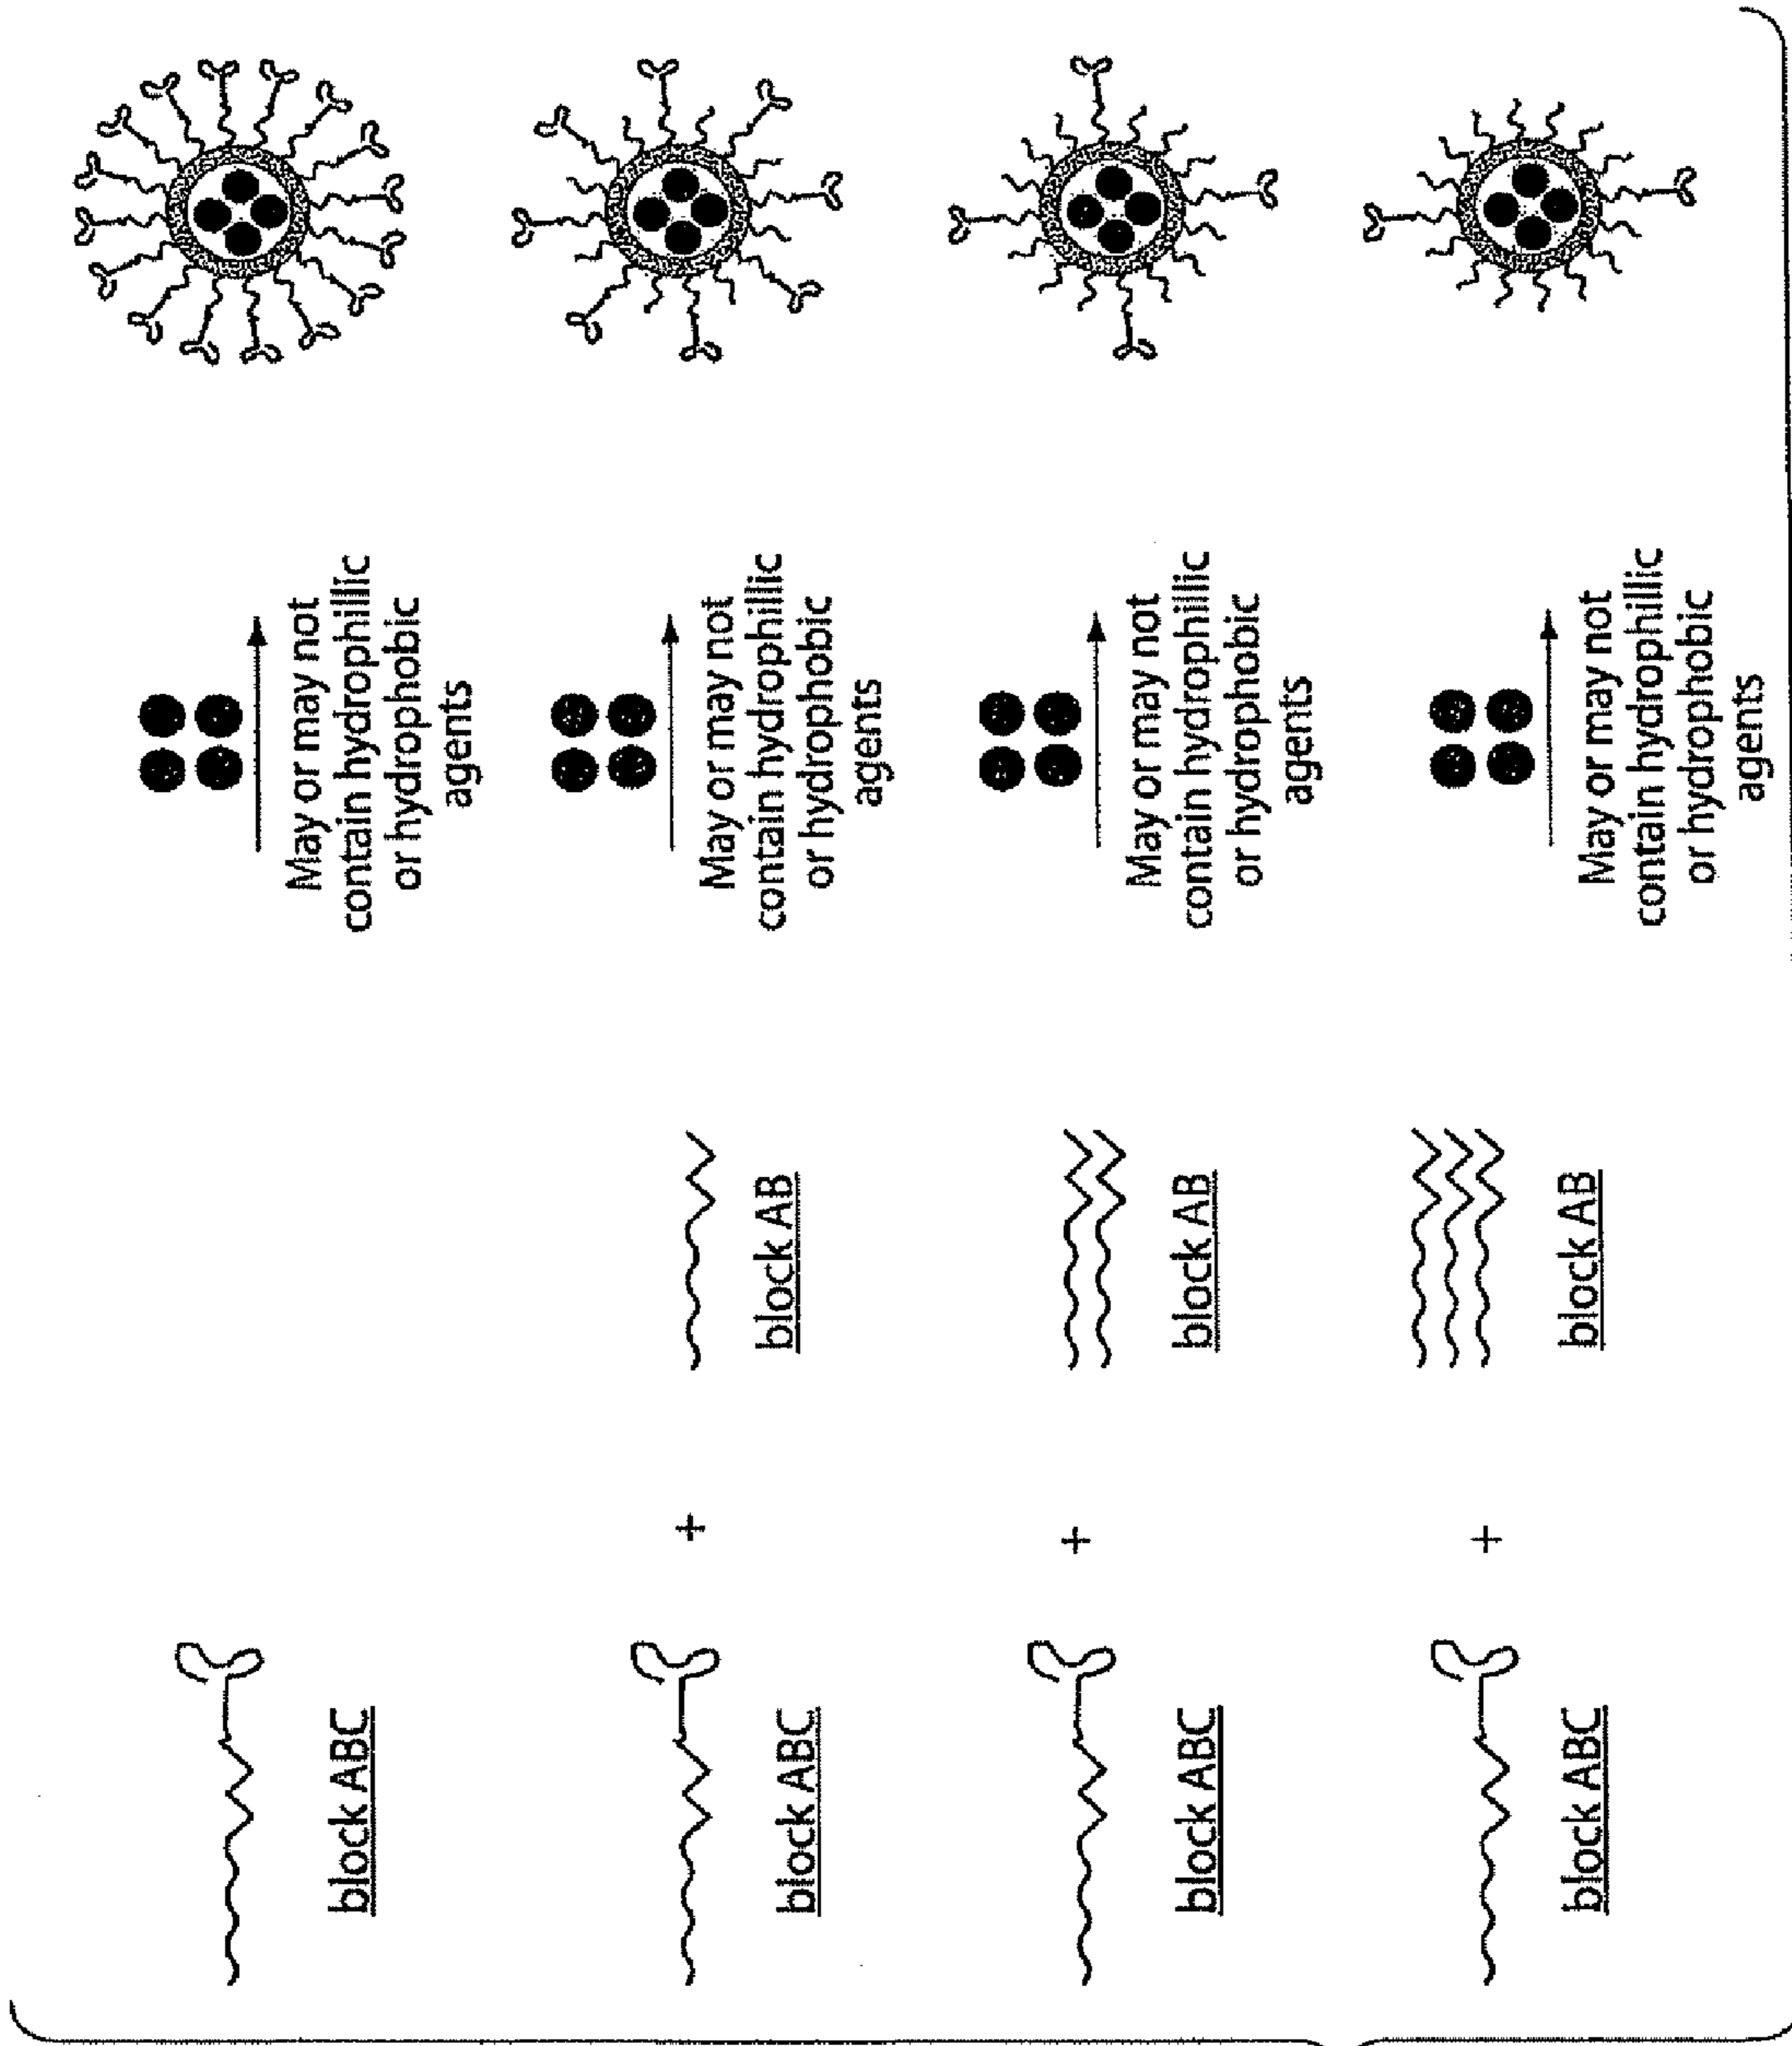 block ABC
May or may not
contain hydrophillic
or hydrophobic
agents
block ABC
+
block AB
May or may not
contain hydrophillic
or hydrophobic
agents
block ABC
+
block AB
May or may not
contain hydrophillic
or hydrophobic
agents
block ABC
+
block AB
May or may not
contain hydrophillic
or hydrophobic
agents